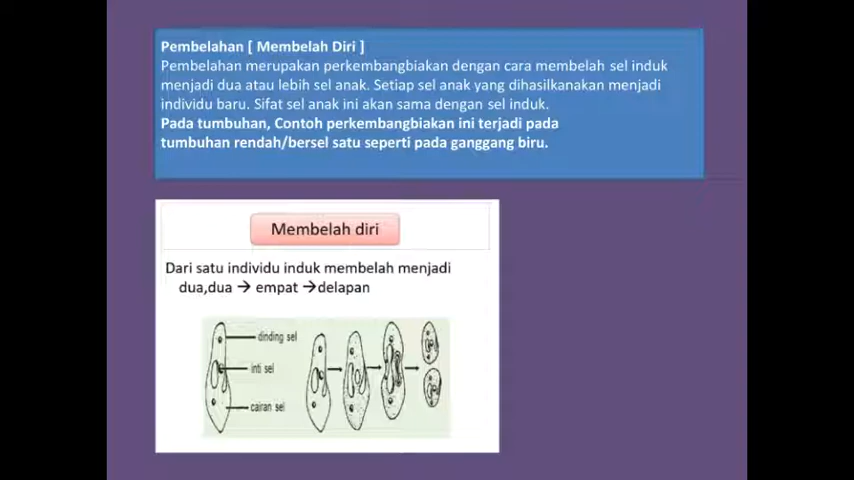 Pembelahan [ Membelah Diri ]
Pembelahan merupakan perkembangbiakan dengan cara membelah sel induk
menjadi dua atau lebih sel anak. Setiap sel anak yang dihasilkanakan menjadi
individu baru. Sifat sel anak ini akan sama dengan sel induk.
Pada tumbuhan, Contoh perkembangbiakan ini terjadi pada
tumbuhan rendah/bersel satu seperti pada ganggang biru.
Membelah diri
Dari satu individu induk membelah menjadi
dua,dua → empat →delapan
dinding sel
inti sel
cairan sel